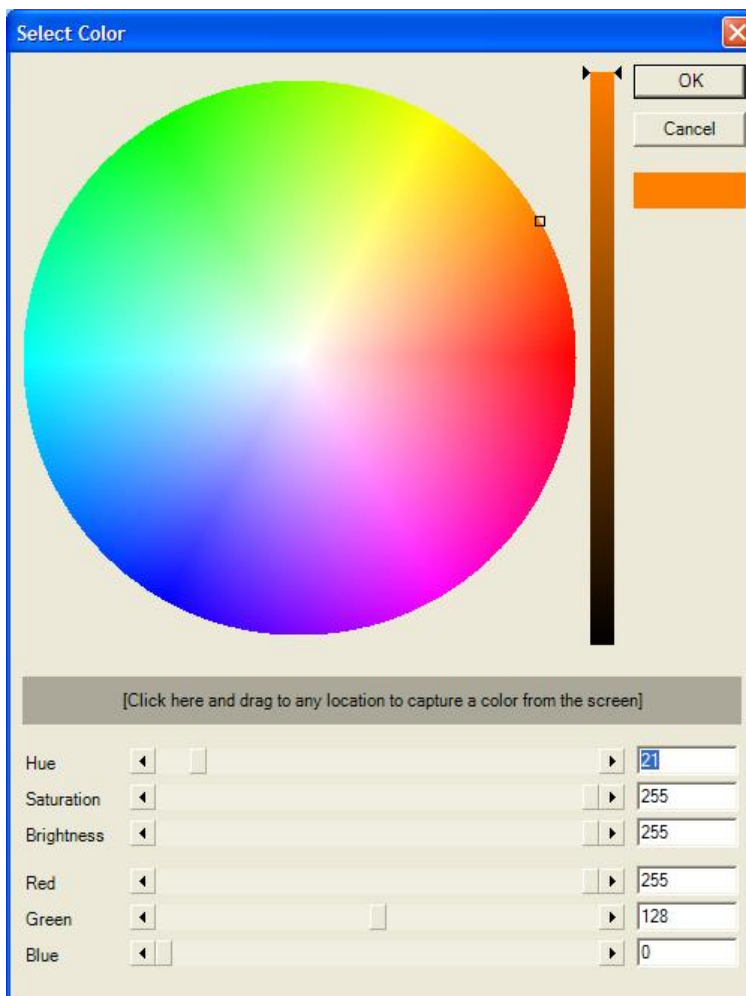 Select Color
OK
Cancel
[Click here and drag to any location to capture a color from the screen]
Hue 21
Saturation 255
Brightness 255
Red 255
Green 128
Blue 0